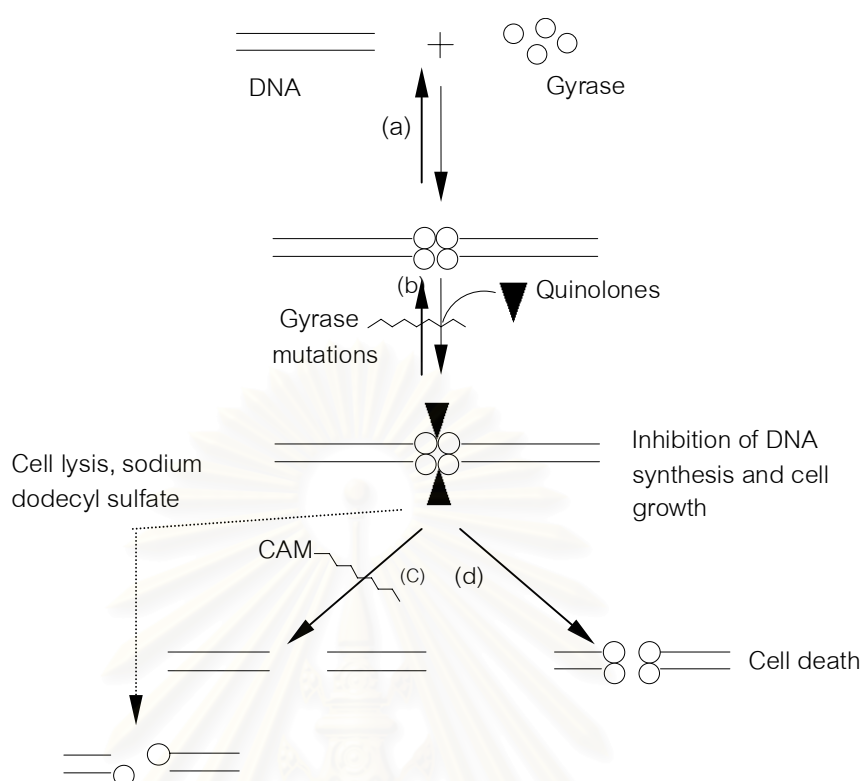 +
DNA
Gyrase
(a)
(b)
Quinolones
Gyrase
mutations
Inhibition of DNA
synthesis and cell
growth
Cell lysis, sodium
dodecyl sulfate
CAM
(C)
(d)
Cell death